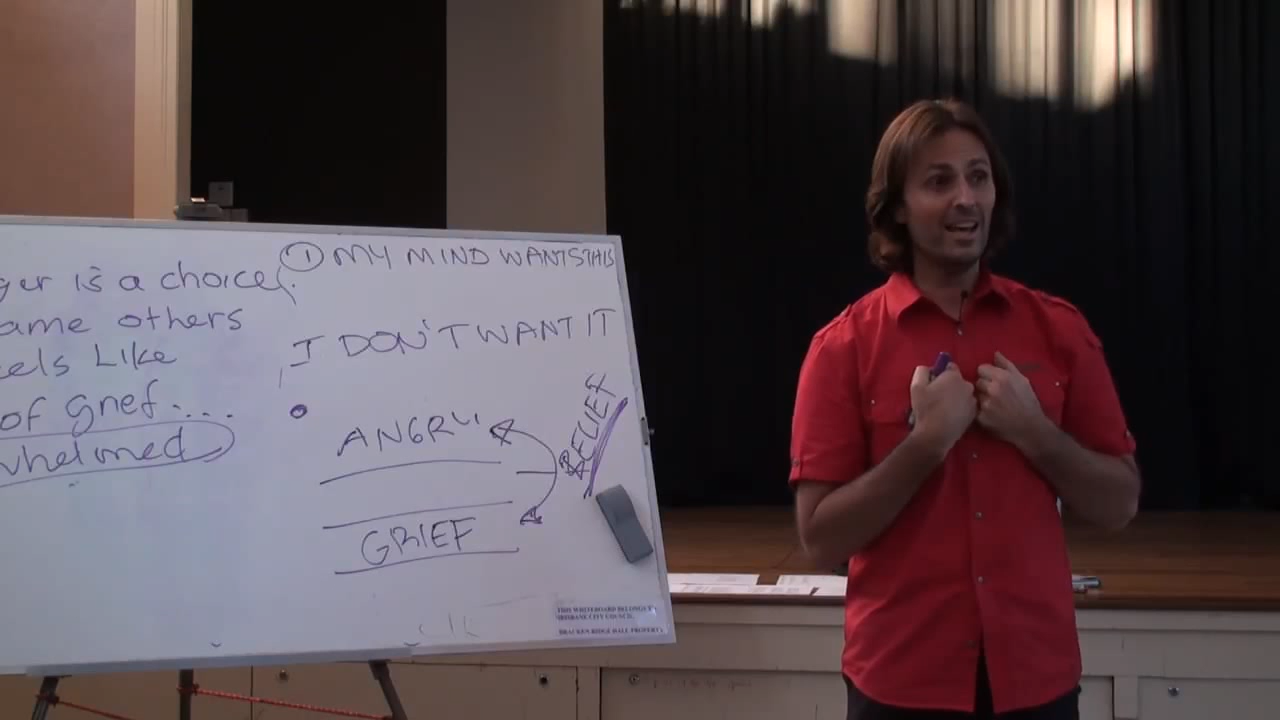 ger is a choice.
ame others
eels Like
of grief....
whelmed
① MY MIND WANTS THIS
I DON'T WANT IT
ANGRY
BELIEF
GRIEF
THIS WHITEBOARD BELONGS TO
BRISBANE CITY COUNCIL
BRACKEN RIDGE HALL PROPERTY